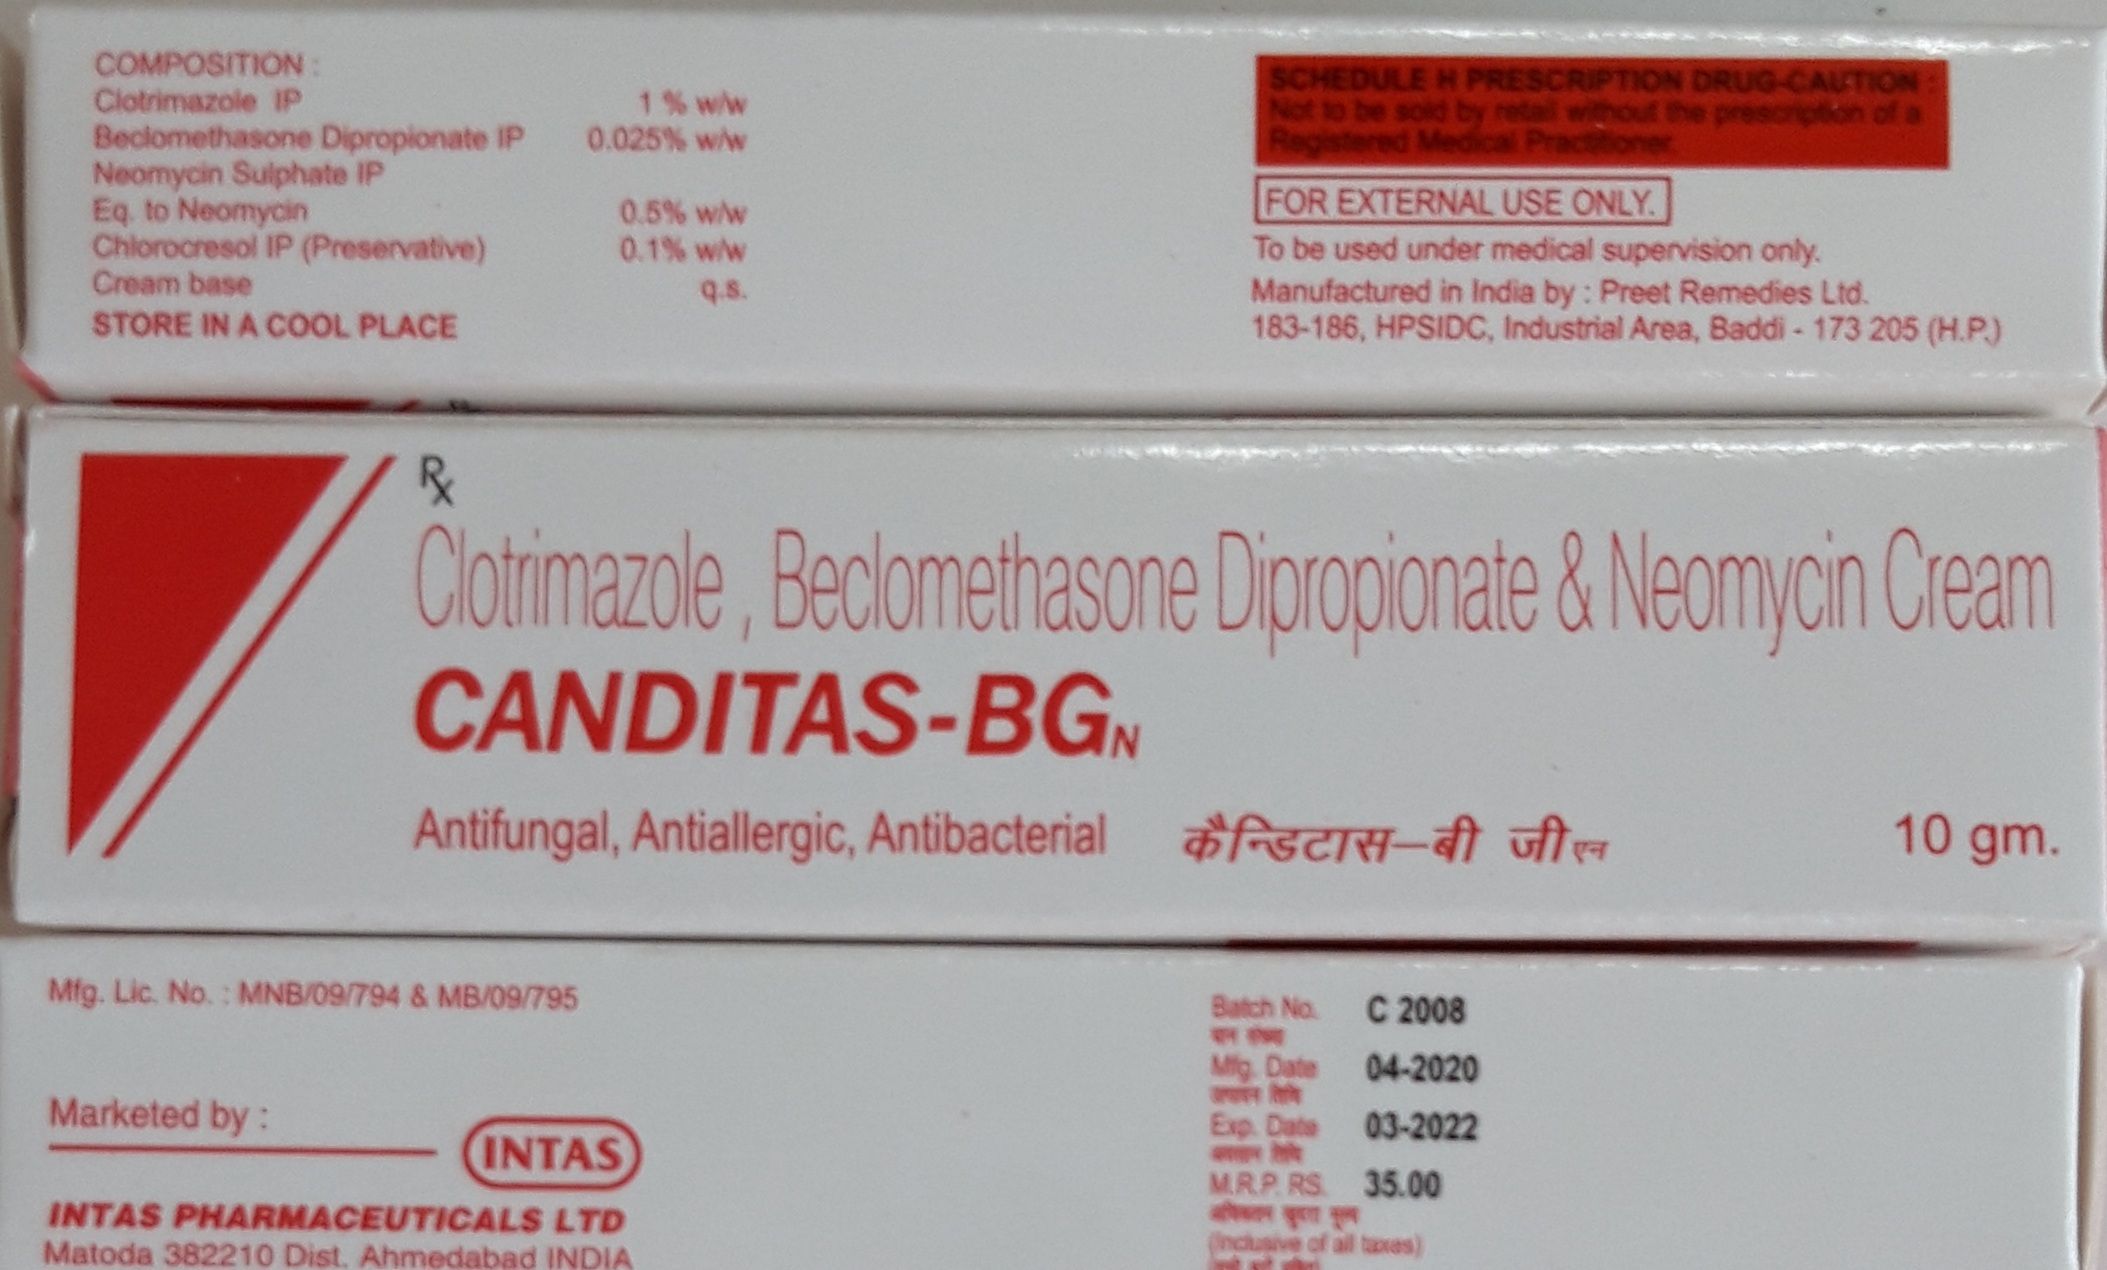 COMPOSITION :
Clotrimazole IP 1 % w/w
Beclomethasone Dipropionate IP 0.025% w/w
Neomycin Sulphate IP
Eq. to Neomycin 0.5% w/w
Chlorocresol IP (Preservative) 0.1% w/w
Cream base q.s.
STORE IN A COOL PLACE
SCHEDULE H PRESCRIPTION DRUG-CAUTION :
Not to be sold by retail without the prescription of a
Registered Medical Practitioner.
FOR EXTERNAL USE ONLY.
To be used under medical supervision only.
Manufactured in India by : Preet Remedies Ltd.
183-186, HPSIDC, Industrial Area, Baddi - 173 205 (H.P.)
Rx
Clotrimazole , Beclomethasone Dipropionate & Neomycin Cream
CANDITAS-BGN
Antifungal, Antiallergic, Antibacterial कैन्डिटास–बी जी एन 10 gm.
Mfg. Lic. No. : MNB/09/794 & MB/09/795
Marketed by :
INTAS
INTAS PHARMACEUTICALS LTD
Matoda 382210 Dist. Ahmedabad INDIA
Batch No. C 2008
Mfg. Date 04-2020
Exp. Date 03-2022
M.R.P. RS. 35.00
(Inclusive of all taxes)